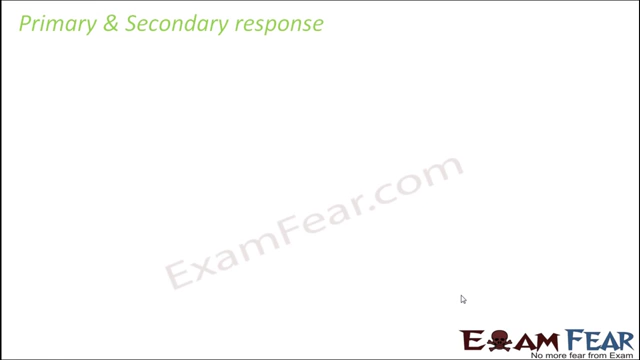 Primary & Secondary response
ExamFear.com
EXAM FEAR
No more fear from Exam